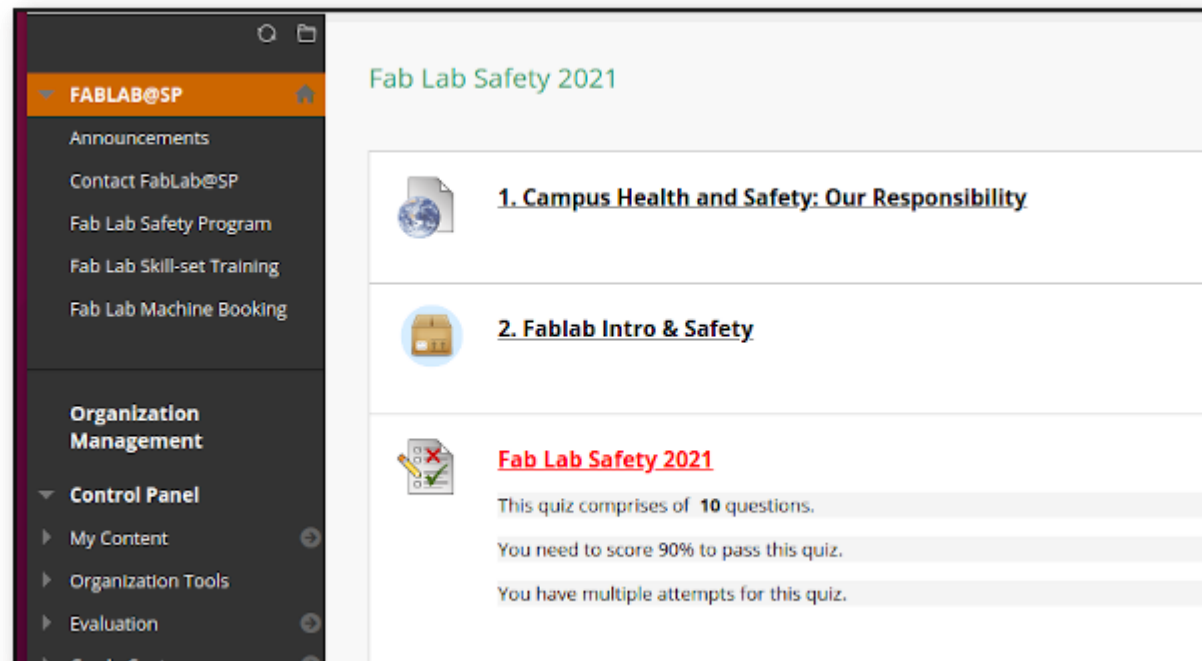 FABLAB@SP
Announcements
Contact FabLab@SP
Fab Lab Safety Program
Fab Lab Skill-set Training
Fab Lab Machine Booking
Organization
Management
Control Panel
My Content
Organization Tools
Evaluation
Fab Lab Safety 2021
1. Campus Health and Safety: Our Responsibility
2. Fablab Intro & Safety
Fab Lab Safety 2021
This quiz comprises of 10 questions.
You need to score 90% to pass this quiz.
You have multiple attempts for this quiz.